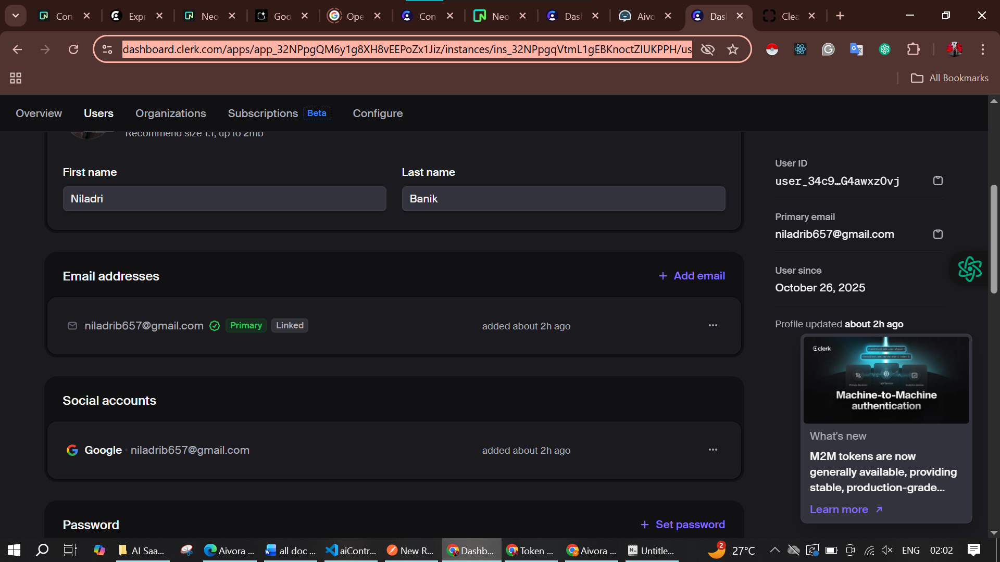 Con
Expr
Neo
Goo
Ope
Con
Neo
Dasl
Aivo
Dasl
Clea
dashboard.clerk.com/apps/app_32NPpgQM6y1g8XH8vEEPoZx1Jiz/instances/ins_32NPpgqVtmL1gEBKnoctZIUKPPH/us
All Bookmarks
Overview
Users
Organizations
Subscriptions Beta
Configure
Recommend size 1:1, up to 2mb
First name
Last name
Niladri
Banik
User ID
user_34c9…G4awxzOvj
Primary email
niladrib657@gmail.com
User since
October 26, 2025
Profile updated about 2h ago
Email addresses
+ Add email
niladrib657@gmail.com Primary Linked
added about 2h ago
Social accounts
Google • niladrib657@gmail.com
added about 2h ago
Password
+ Set password
clerk
Machine-to-Machine
authentication
What's new
M2M tokens are now
generally available, providing
stable, production-grade...
Learn more
AI Saa...
Aivora ...
all doc ...
aiContr...
New R...
Dashb...
Token ...
Aivora ...
Untitle...
2
27°C
ENG
02:02